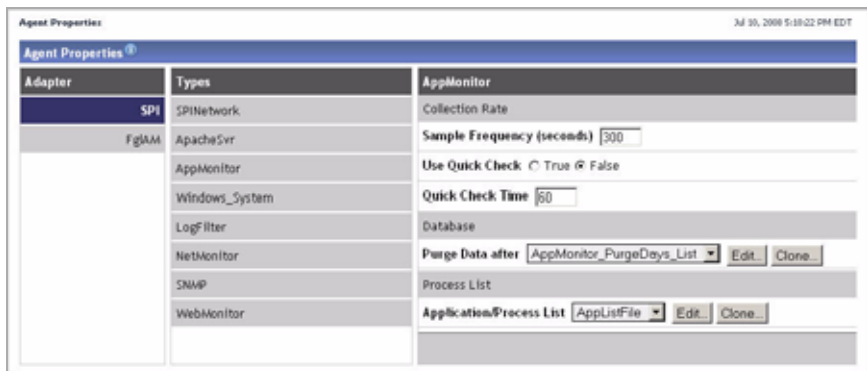 Agent Properties
Jul 10, 2008 5:18:22 PM EDT
Agent Properties
Adapter
Types
AppMonitor
SPI
SPINetwork
Collection Rate
FglAM
ApacheSvr
Sample Frequency (seconds) 300
AppMonitor
Use Quick Check True False
Windows_System
Quick Check Time 60
LogFilter
Database
NetMonitor
Purge Data after AppMonitor_PurgeDays_List Edit... Clone...
SNMP
Process List
WebMonitor
Application/Process List AppListFile Edit... Clone...